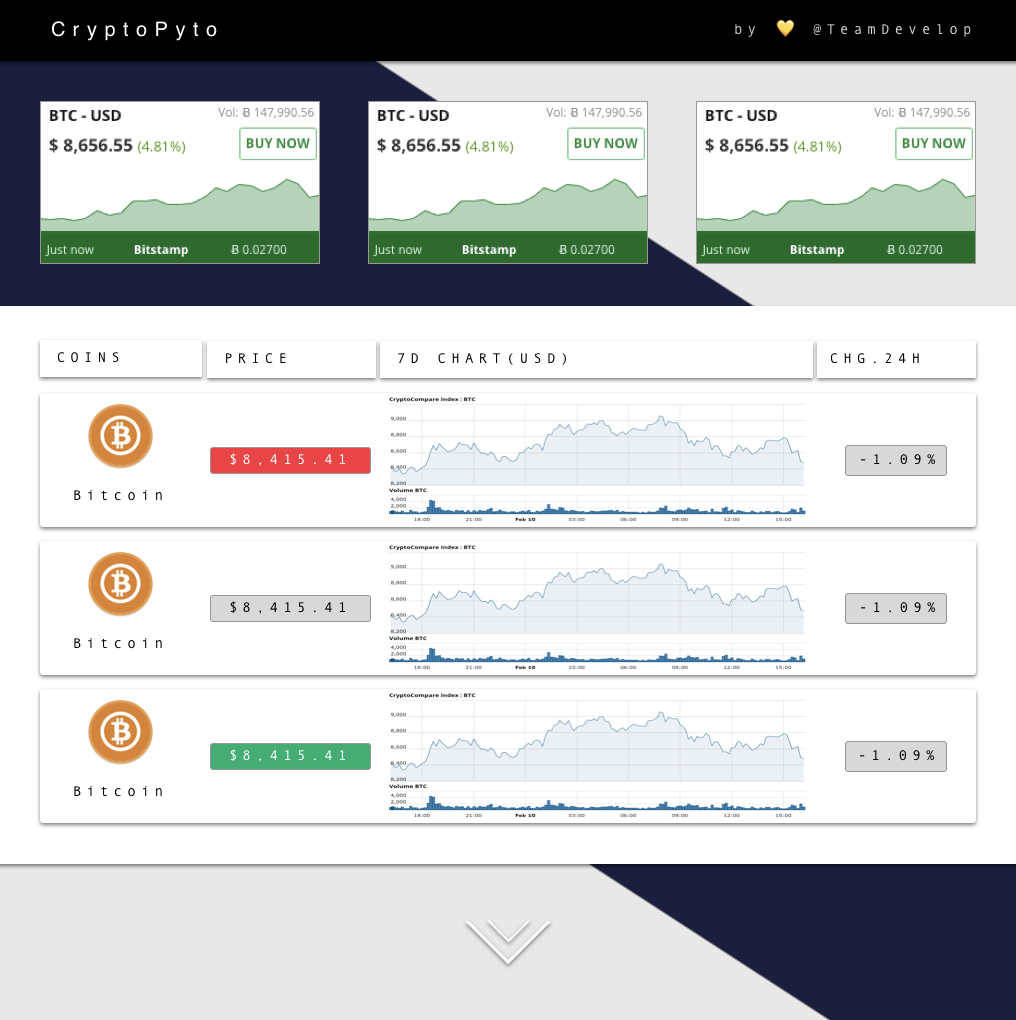 CryptoPyto
by 💛 @TeamDevelop
BTC - USD Vol: Ƀ 147,990.56
$ 8,656.55 (4.81%) BUY NOW
Just now Bitstamp Ƀ 0.02700
BTC - USD Vol: Ƀ 147,990.56
$ 8,656.55 (4.81%) BUY NOW
Just now Bitstamp Ƀ 0.02700
BTC - USD Vol: Ƀ 147,990.56
$ 8,656.55 (4.81%) BUY NOW
Just now Bitstamp Ƀ 0.02700
COINS PRICE 7D CHART(USD) CHG.24H
Bitcoin
$8,415.41
CryptoCompare Index : BTC
9,000
8,800
8,600
8,400
8,200
Volume BTC
4,000
2,000
18:00 21:00 Feb 10 03:00 06:00 09:00 12:00 15:00
-1.09%
Bitcoin
$8,415.41
CryptoCompare Index : BTC
9,000
8,800
8,600
8,400
8,200
Volume BTC
4,000
2,000
18:00 21:00 Feb 10 03:00 06:00 09:00 12:00 15:00
-1.09%
Bitcoin
$8,415.41
CryptoCompare Index : BTC
9,000
8,800
8,600
8,400
8,200
Volume BTC
4,000
2,000
18:00 21:00 Feb 10 03:00 06:00 09:00 12:00 15:00
-1.09%